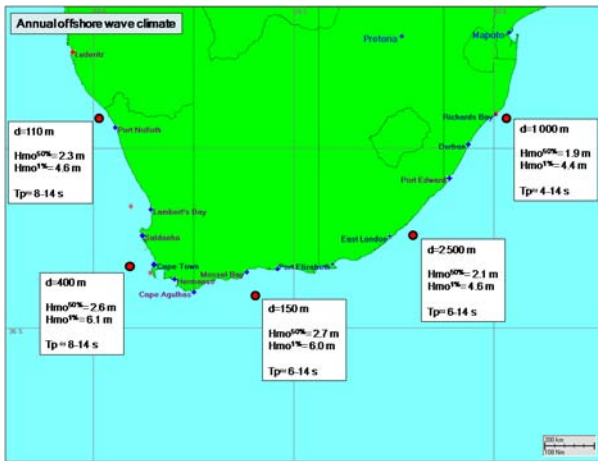 Annual offshore wave climate
Luderitz
Pretoria
Maputo
d=110 m
Hmo50%= 2.3 m
Hmo1%= 4.6 m
Tp= 8-14 s
Port Nolloth
Richards Bay
d=1 000 m
Hmo50%= 1.9 m
Hmo1%= 4.4 m
Tp= 4-14 s
Durban
Port Edward
Lambert's Bay
Saldanha
East London
d=2500 m
Hmo50%= 2.1 m
Hmo1%= 4.6 m
Tp= 6-14 s
Cape Town
Hermanus
Mossel Bay
Port Elizabeth
Cape Agulhas
d=400 m
Hmo50%= 2.6 m
Hmo1%= 6.1 m
Tp= 8-14 s
d=150 m
Hmo50%= 2.7 m
Hmo1%= 6.0 m
Tp= 6-14 s
36 S
200 km
108 Nm